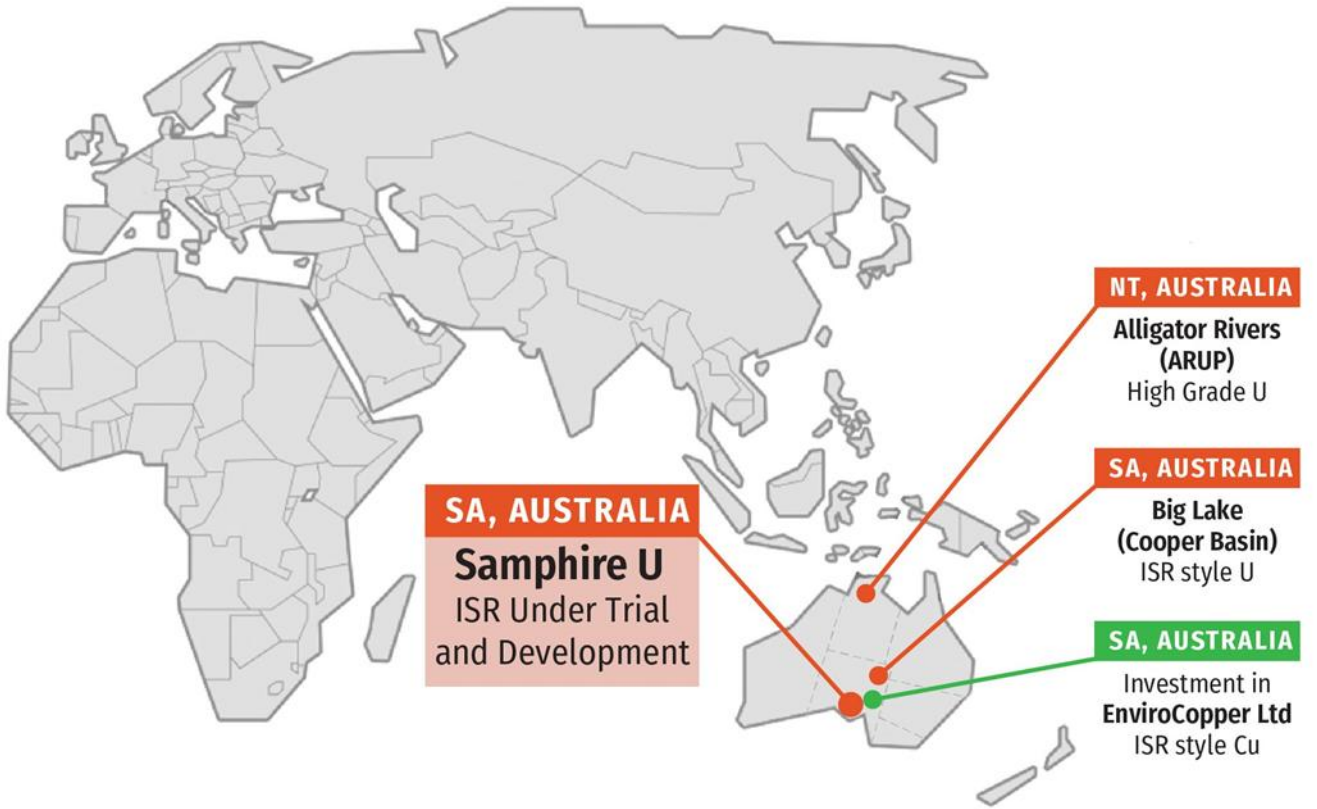 NT, AUSTRALIA
Alligator Rivers
(ARUP)
High Grade U
SA, AUSTRALIA
Big Lake
(Cooper Basin)
ISR style U
SA, AUSTRALIA
Samphire U
ISR Under Trial
and Development
SA, AUSTRALIA
Investment in
EnviroCopper Ltd
ISR style Cu